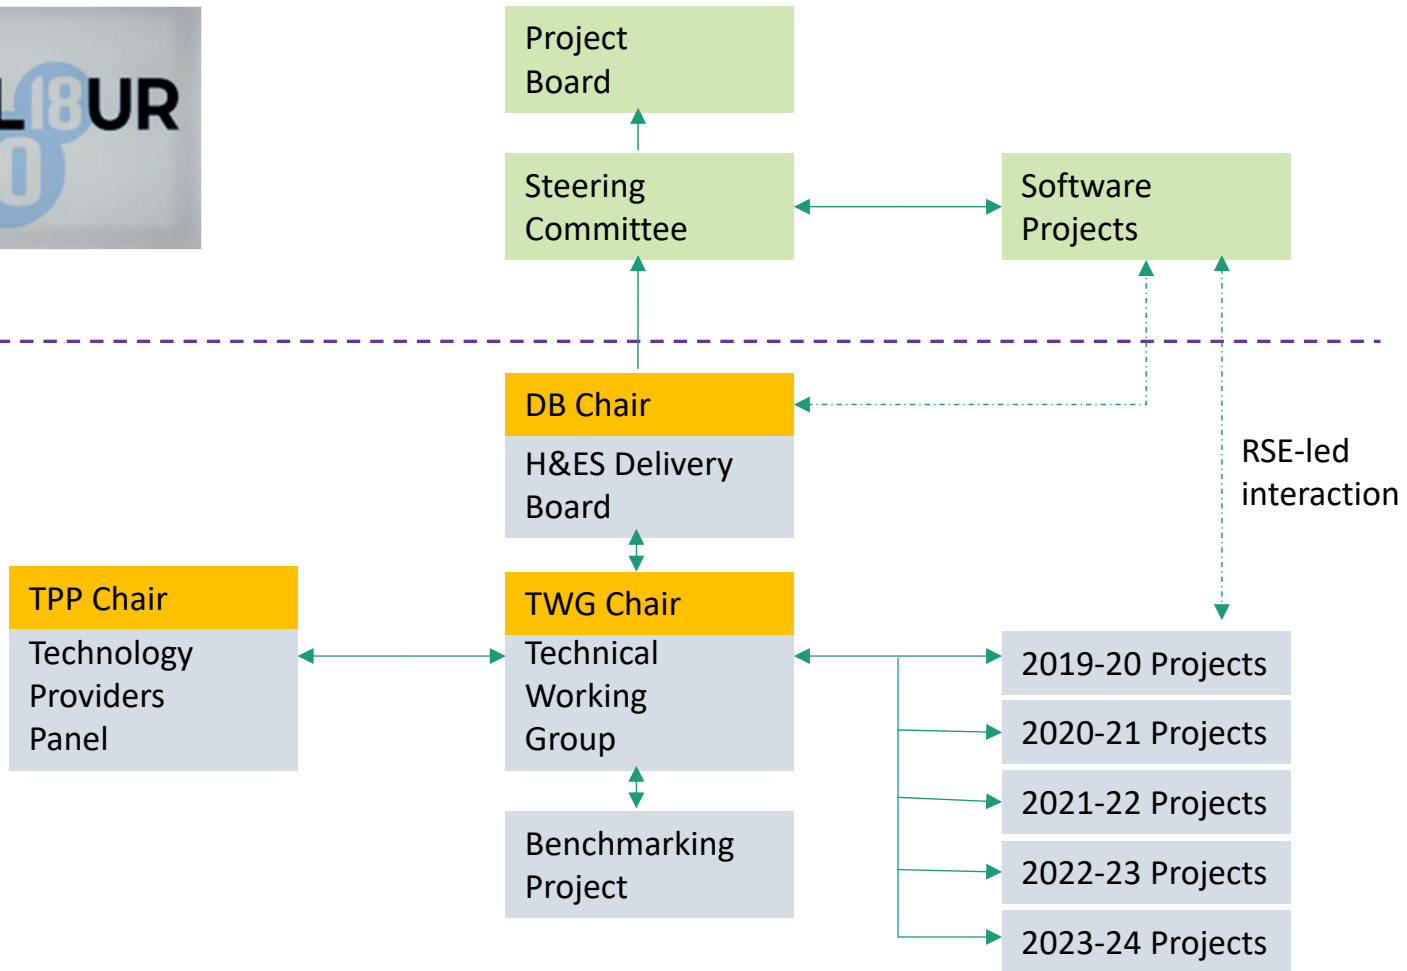 L18UR
0
Project
Board
Steering
Committee
Software
Projects
DB Chair
H&ES Delivery
Board
RSE-led
interaction
TPP Chair
Technology
Providers
Panel
TWG Chair
Technical
Working
Group
Benchmarking
Project
2019-20 Projects
2020-21 Projects
2021-22 Projects
2022-23 Projects
2023-24 Projects